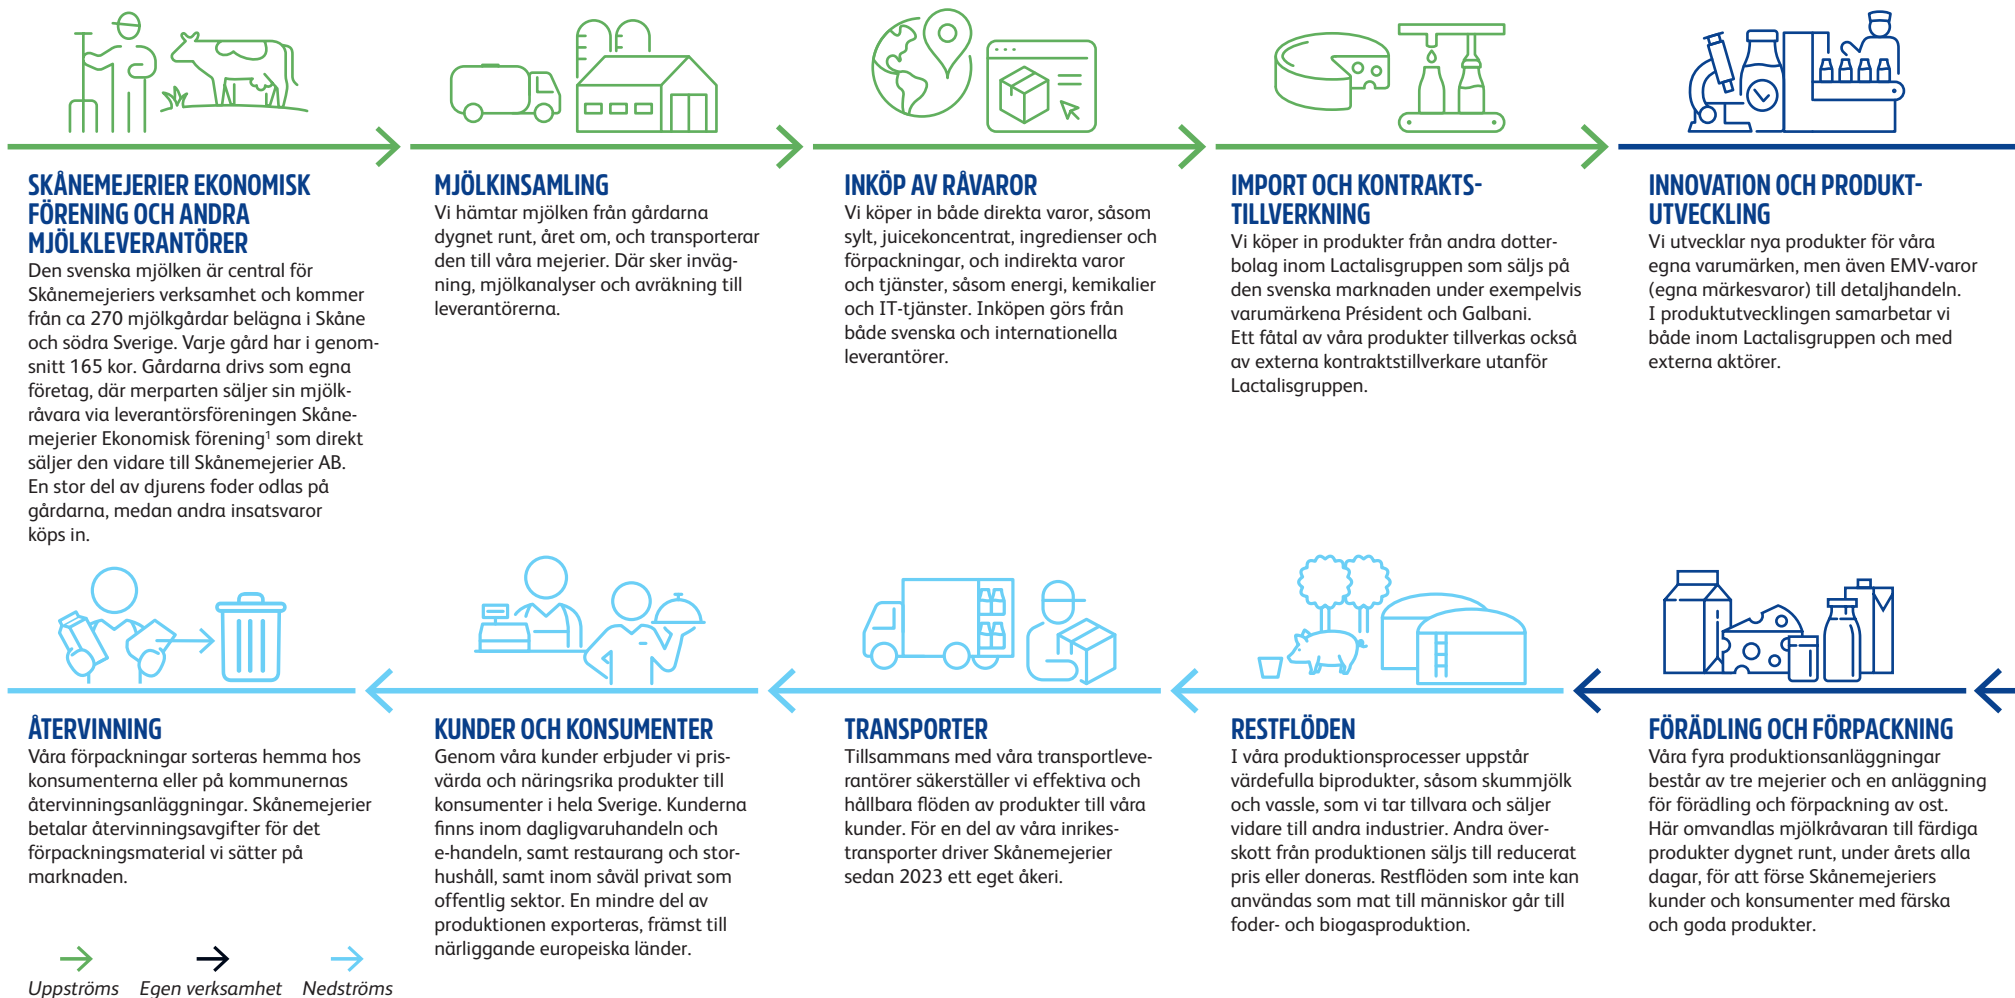 SKÅNEMEJERIER EKONOMISK
FÖRENING OCH ANDRA
MJÖLKLEVERANTÖRER
Den svenska mjölken är central för
Skånemejeriers verksamhet och kommer
från ca 270 mjölkgårdar belägna i Skåne
och södra Sverige. Varje gård har i genom-
snitt 165 kor. Gårdarna drivs som egna
företag, där merparten säljer sin mjölk-
råvara via leverantörsföreningen Skåne-
mejerier Ekonomisk förening¹ som direkt
säljer den vidare till Skånemejerier AB.
En stor del av djurens foder odlas på
gårdarna, medan andra insatsvaror
köps in.
MJÖLKINSAMLING
Vi hämtar mjölken från gårdarna
dygnet runt, året om, och transporterar
den till våra mejerier. Där sker inväg-
ning, mjölkanalyser och avräkning till
leverantörerna.
INKÖP AV RÅVAROR
Vi köper in både direkta varor, såsom
sylt, juicekoncentrat, ingredienser och
förpackningar, och indirekta varor
och tjänster, såsom energi, kemikalier
och IT-tjänster. Inköpen görs från
både svenska och internationella
leverantörer.
IMPORT OCH KONTRAKTS-
TILLVERKNING
Vi köper in produkter från andra dotter-
bolag inom Lactalisgruppen som säljs på
den svenska marknaden under exempelvis
varumärkena Président och Galbani.
Ett fåtal av våra produkter tillverkas också
av externa kontraktstillverkare utanför
Lactalisgruppen.
INNOVATION OCH PRODUKT-
UTVECKLING
Vi utvecklar nya produkter för våra
egna varumärken, men även EMV-varor
(egna märkesvaror) till detaljhandeln.
I produktutvecklingen samarbetar vi
både inom Lactalisgruppen och med
externa aktörer.
ÅTERVINNING
Våra förpackningar sorteras hemma hos
konsumenterna eller på kommunernas
återvinningsanläggningar. Skånemejerier
betalar återvinningsavgifter för det
förpackningsmaterial vi sätter på
marknaden.
KUNDER OCH KONSUMENTER
Genom våra kunder erbjuder vi pris-
värda och näringsrika produkter till
konsumenter i hela Sverige. Kunderna
finns inom dagligvaruhandeln och
e-handeln, samt restaurang och stor-
hushåll, samt inom såväl privat som
offentlig sektor. En mindre del av
produktionen exporteras, främst till
närliggande europeiska länder.
TRANSPORTER
Tillsammans med våra transportleve-
rantörer säkerställer vi effektiva och
hållbara flöden av produkter till våra
kunder. För en del av våra inrikes-
transporter driver Skånemejerier
sedan 2023 ett eget åkeri.
RESTFLÖDEN
I våra produktionsprocesser uppstår
värdefulla biprodukter, såsom skummjölk
och vassle, som vi tar tillvara och säljer
vidare till andra industrier. Andra över-
skott från produktionen säljs till reducerat
pris eller doneras. Restflöden som inte kan
användas som mat till människor går till
foder- och biogasproduktion.
FÖRÄDLING OCH FÖRPACKNING
Våra fyra produktionsanläggningar
består av tre mejerier och en anläggning
för förädling och förpackning av ost.
Här omvandlas mjölkråvaran till färdiga
produkter dygnet runt, under årets alla
dagar, för att förse Skånemejeriers
kunder och konsumenter med färska
och goda produkter.
Uppströms Egen verksamhet Nedströms